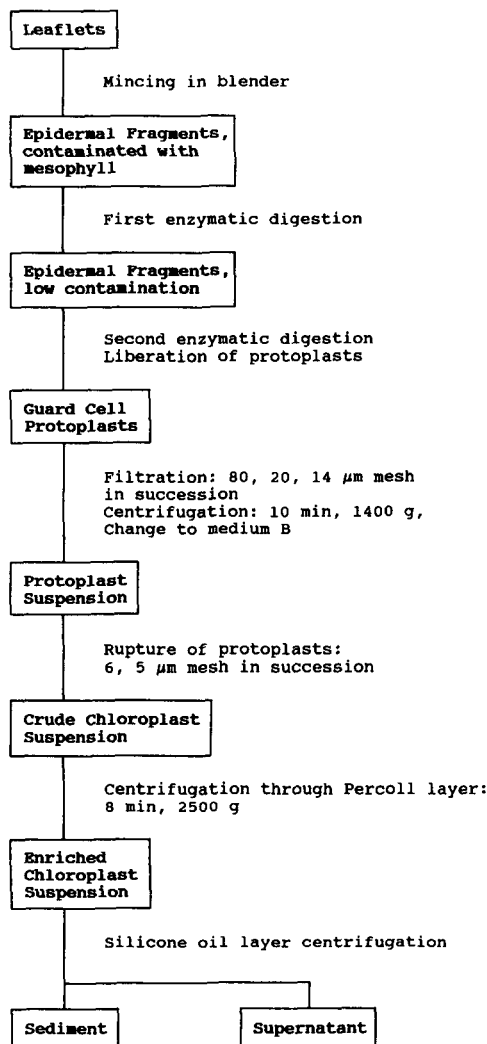 Leaflets
Mincing in blender
Epidermal Fragments,
contaminated with
mesophyll
First enzymatic digestion
Epidermal Fragments,
low contamination
Second enzymatic digestion
Liberation of protoplasts
Guard Cell
Protoplasts
Filtration: 80, 20, 14 μm mesh
in succession
Centrifugation: 10 min, 1400 g,
Change to medium B
Protoplast
Suspension
Rupture of protoplasts:
6, 5 μm mesh in succession
Crude Chloroplast
Suspension
Centrifugation through Percoll layer:
8 min, 2500 g
Enriched
Chloroplast
Suspension
Silicone oil layer centrifugation
Sediment
Supernatant